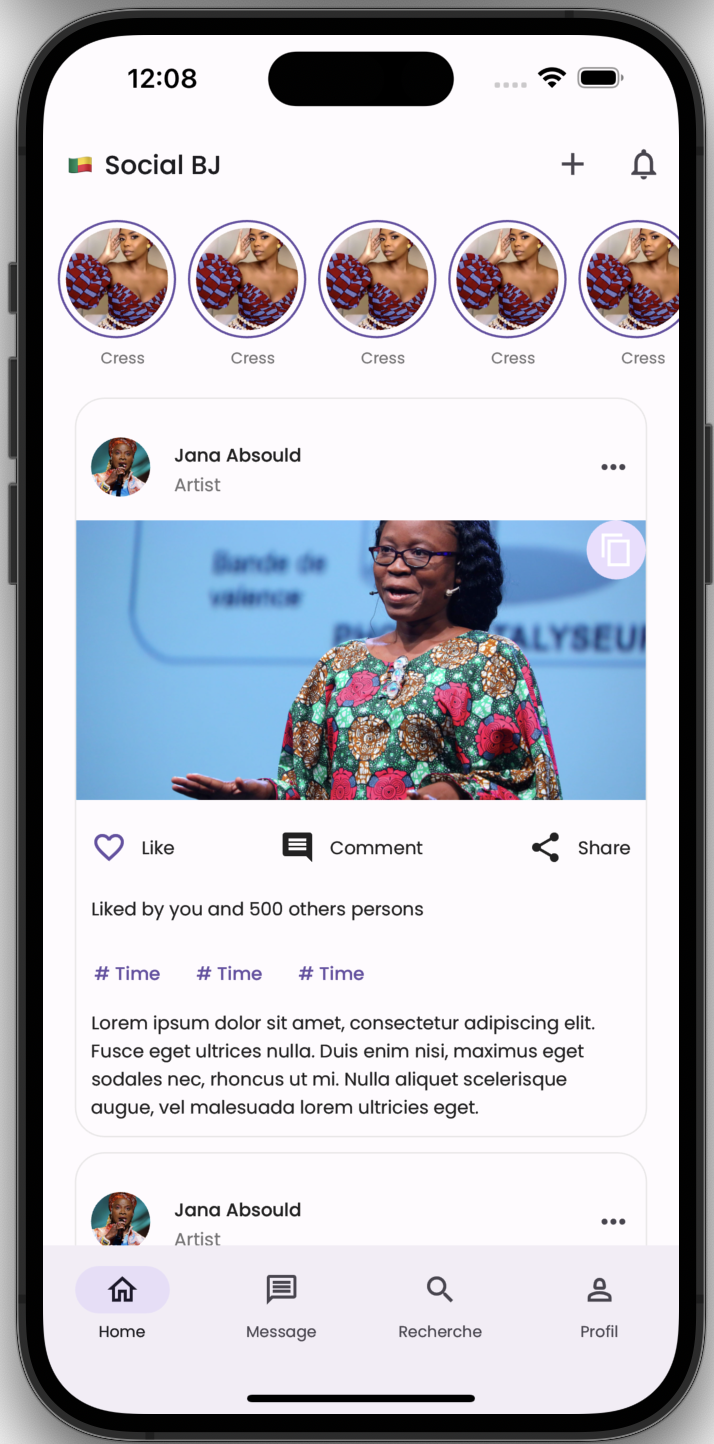 12:08
Social BJ
Cress Cress Cress Cress Cress
Jana Absould
Artist
Bande de
valence
Like Comment Share
Liked by you and 500 others persons
# Time # Time # Time
Lorem ipsum dolor sit amet, consectetur adipiscing elit.
Fusce eget ultrices nulla. Duis enim nisi, maximus eget
sodales nec, rhoncus ut mi. Nulla aliquet scelerisque
augue, vel malesuada lorem ultricies eget.
Jana Absould
Artist
Home Message Recherche Profil